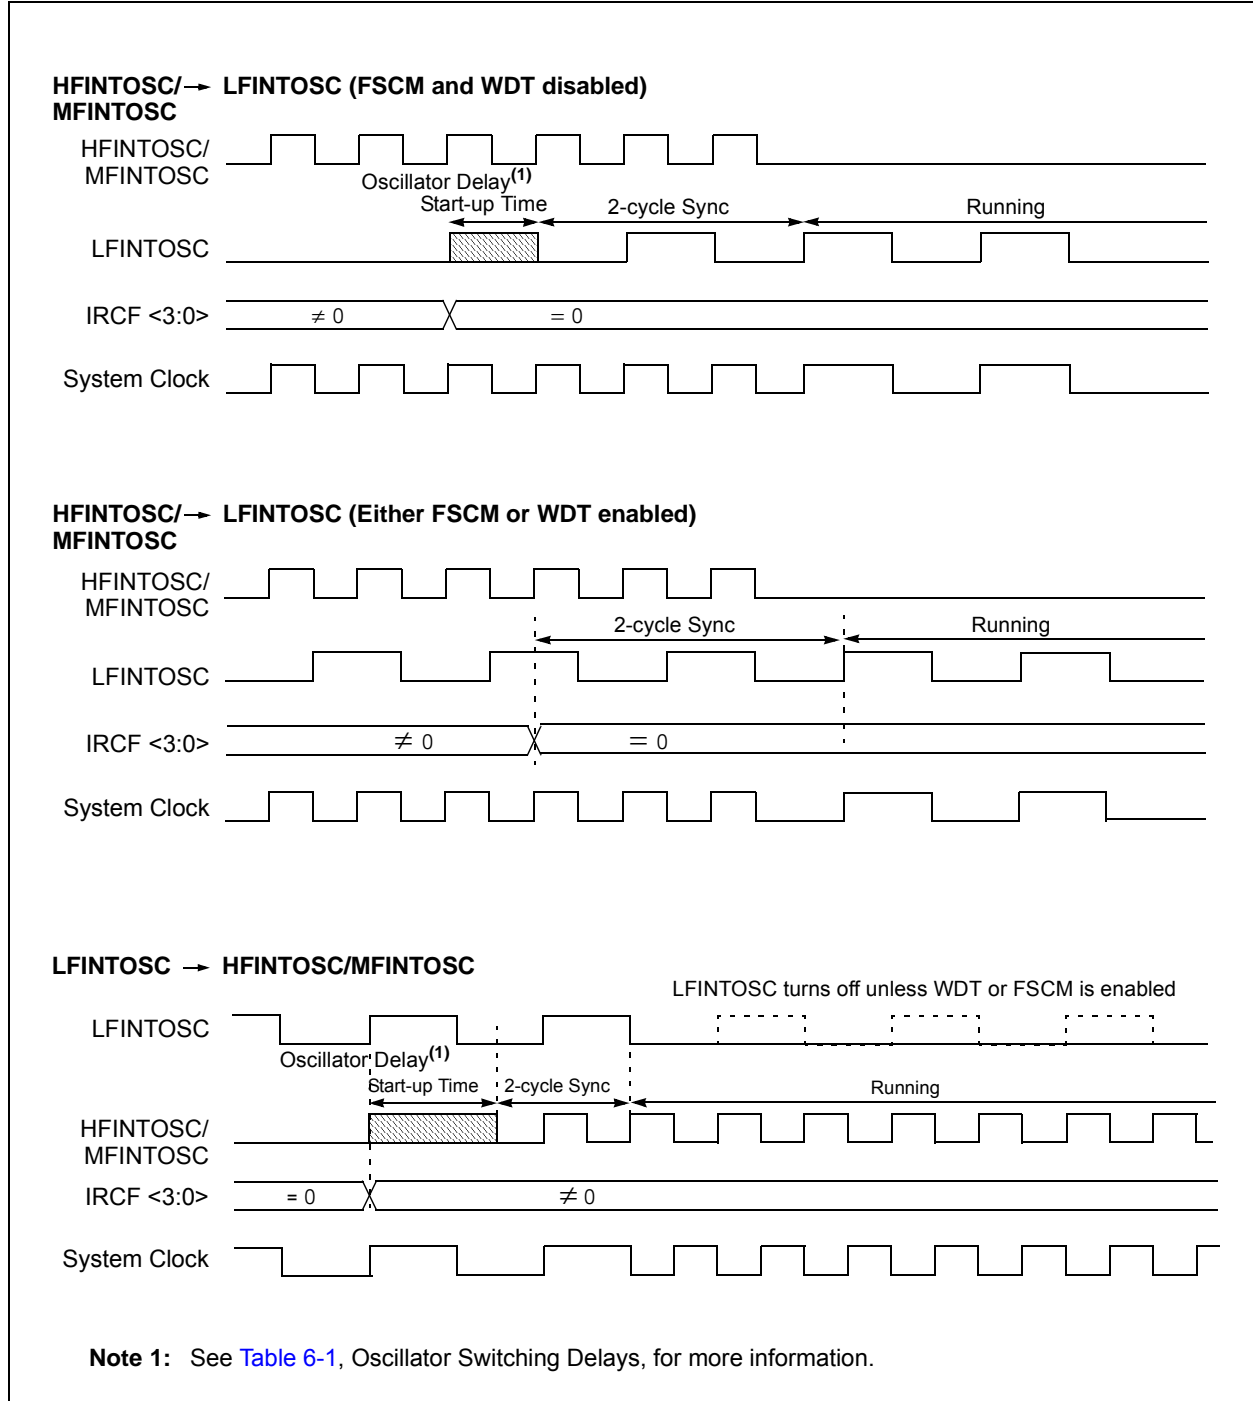 HFINTOSC/→ LFINTOSC (FSCM and WDT disabled)
MFINTOSC
HFINTOSC/
MFINTOSC
Oscillator Delay(1)
Start-up Time
2-cycle Sync
Running
LFINTOSC
IRCF <3:0>
≠ 0
= 0
System Clock
HFINTOSC/→ LFINTOSC (Either FSCM or WDT enabled)
MFINTOSC
HFINTOSC/
MFINTOSC
2-cycle Sync
Running
LFINTOSC
IRCF <3:0>
≠ 0
= 0
System Clock
LFINTOSC → HFINTOSC/MFINTOSC
LFINTOSC turns off unless WDT or FSCM is enabled
LFINTOSC
Oscillator Delay(1)
Start-up Time
2-cycle Sync
Running
HFINTOSC/
MFINTOSC
IRCF <3:0>
= 0
≠ 0
System Clock
Note 1: See Table 6-1, Oscillator Switching Delays, for more information.